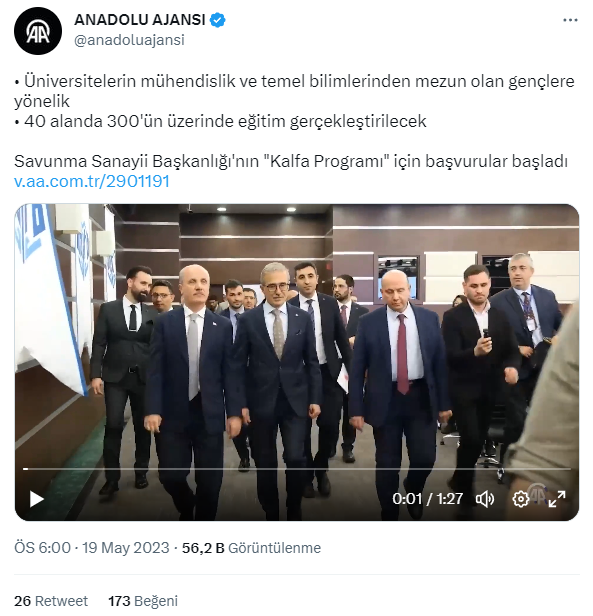 ANADOLU AJANSI
@anadoluajansi
• Üniversitelerin mühendislik ve temel bilimlerinden mezun olan gençlere
yönelik
• 40 alanda 300'ün üzerinde eğitim gerçekleştirilecek
Savunma Sanayii Başkanlığı'nın "Kalfa Programı" için başvurular başladı
v.aa.com.tr/2901191
0:01 / 1:27
ÖS 6:00 · 19 May 2023 · 56,2 B Görüntülenme
26 Retweet 173 Beğeni